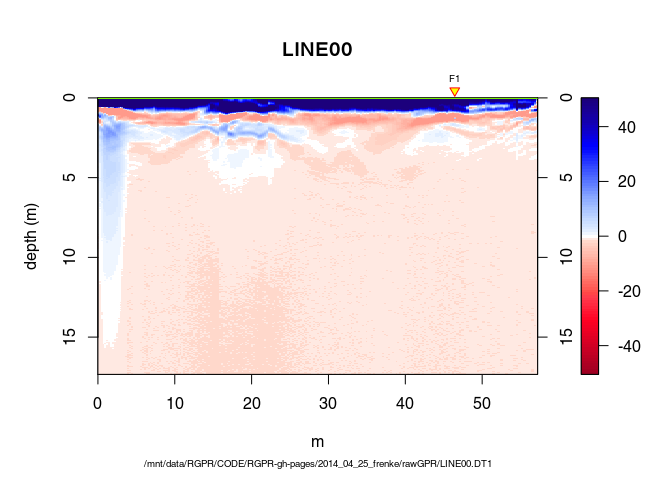 LINE00
F1
0
5
10
15
depth (m)
0
5
10
15
40
20
0
-20
-40
0 10 20 30 40 50
m
/mnt/data/RGPR/CODE/RGPR-gh-pages/2014_04_25_frenke/rawGPR/LINE00.DT1